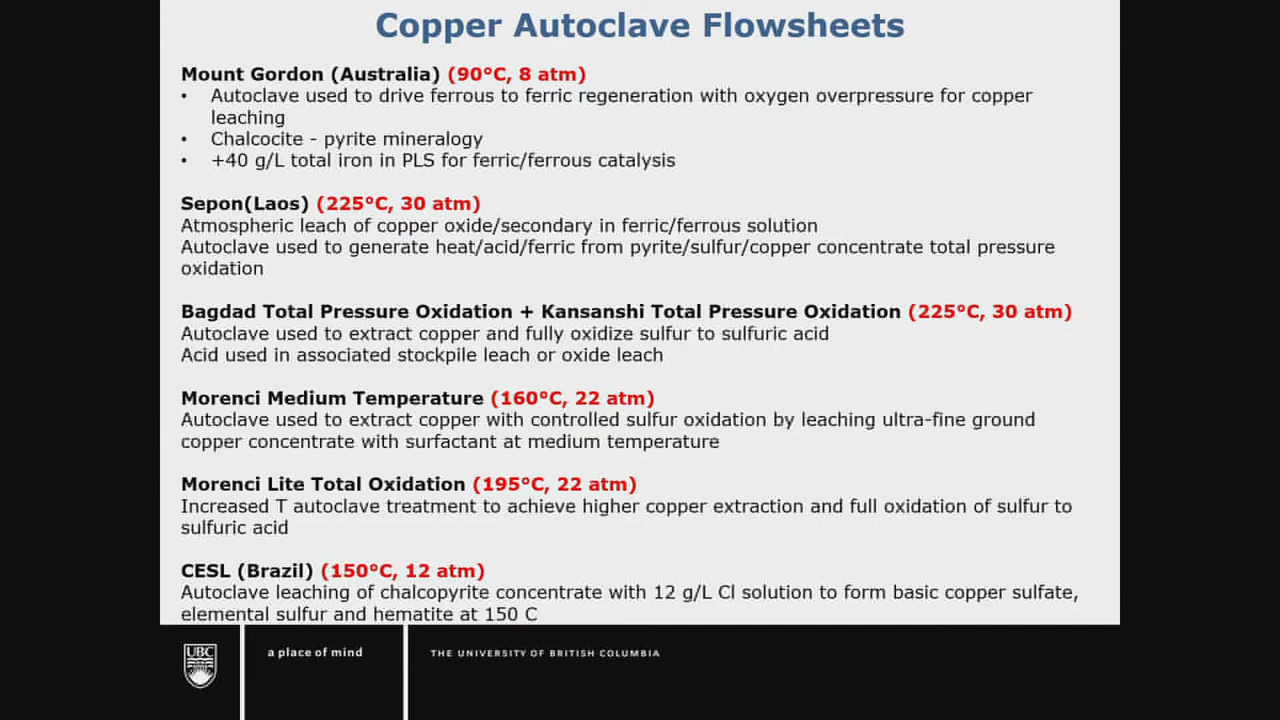 Copper Autoclave Flowsheets
Mount Gordon (Australia) (90°C, 8 atm)
• Autoclave used to drive ferrous to ferric regeneration with oxygen overpressure for copper
leaching
• Chalcocite - pyrite mineralogy
• +40 g/L total iron in PLS for ferric/ferrous catalysis
Sepon(Laos) (225°C, 30 atm)
Atmospheric leach of copper oxide/secondary in ferric/ferrous solution
Autoclave used to generate heat/acid/ferric from pyrite/sulfur/copper concentrate total pressure
oxidation
Bagdad Total Pressure Oxidation + Kansanshi Total Pressure Oxidation (225°C, 30 atm)
Autoclave used to extract copper and fully oxidize sulfur to sulfuric acid
Acid used in associated stockpile leach or oxide leach
Morenci Medium Temperature (160°C, 22 atm)
Autoclave used to extract copper with controlled sulfur oxidation by leaching ultra-fine ground
copper concentrate with surfactant at medium temperature
Morenci Lite Total Oxidation (195°C, 22 atm)
Increased T autoclave treatment to achieve higher copper extraction and full oxidation of sulfur to
sulfuric acid
CESL (Brazil) (150°C, 12 atm)
Autoclave leaching of chalcopyrite concentrate with 12 g/L Cl solution to form basic copper sulfate,
elemental sulfur and hematite at 150 C
UBC
a place of mind
THE UNIVERSITY OF BRITISH COLUMBIA